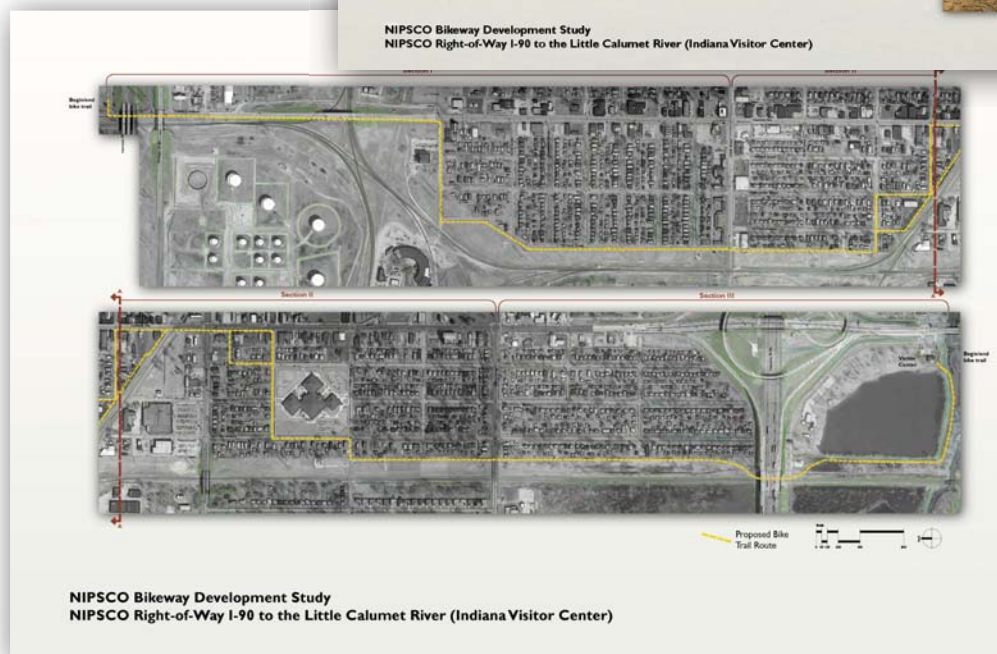 NIPSCO Bikeway Development Study
NIPSCO Right-of-Way I-90 to the Little Calumet River (Indiana Visitor Center)
Section I
Section II
Begin/end
bike trail
A
Section II
Section III
A
Visitor
Center
Begin/end
bike trail
A
Proposed Bike
Trail Route
NIPSCO Bikeway Development Study
NIPSCO Right-of-Way I-90 to the Little Calumet River (Indiana Visitor Center)